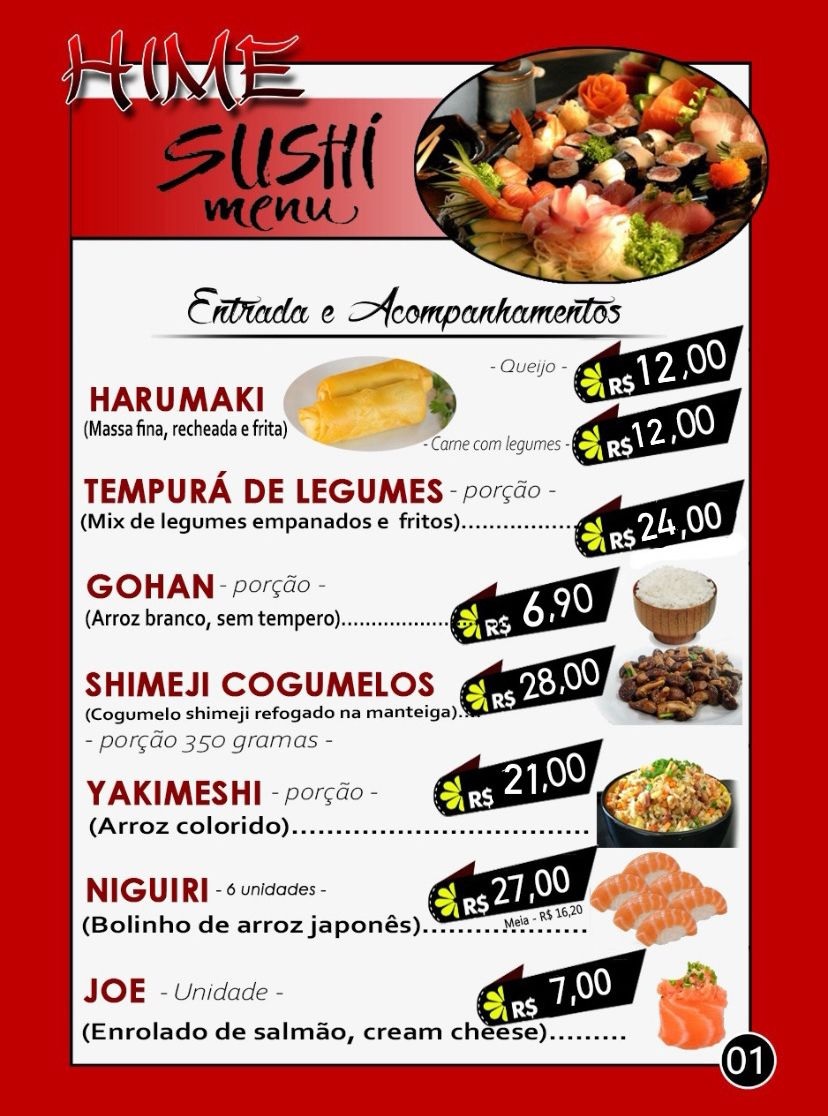 HIME
SUSHI
menu
Entrada e Acompanhamentos
HARUMAKI
(Massa fina, recheada e frita)
- Queijo - R$ 12,00
- Carne com legumes - R$ 12,00
TEMPURÁ DE LEGUMES - porção -
(Mix de legumes empanados e fritos)............... R$ 24,00
GOHAN - porção -
(Arroz branco, sem tempero).................... R$ 6,90
SHIMEJI COGUMELOS R$ 28,00
(Cogumelo shimeji refogado na manteiga)....
- porção 350 gramas -
YAKIMESHI - porção - R$ 21,00
(Arroz colorido)..................................
NIGUIRI - 6 unidades - R$ 27,00
Meia - R$ 16,20
(Bolinho de arroz japonês)...................
JOE - Unidade - R$ 7,00
(Enrolado de salmão, cream cheese).........
01